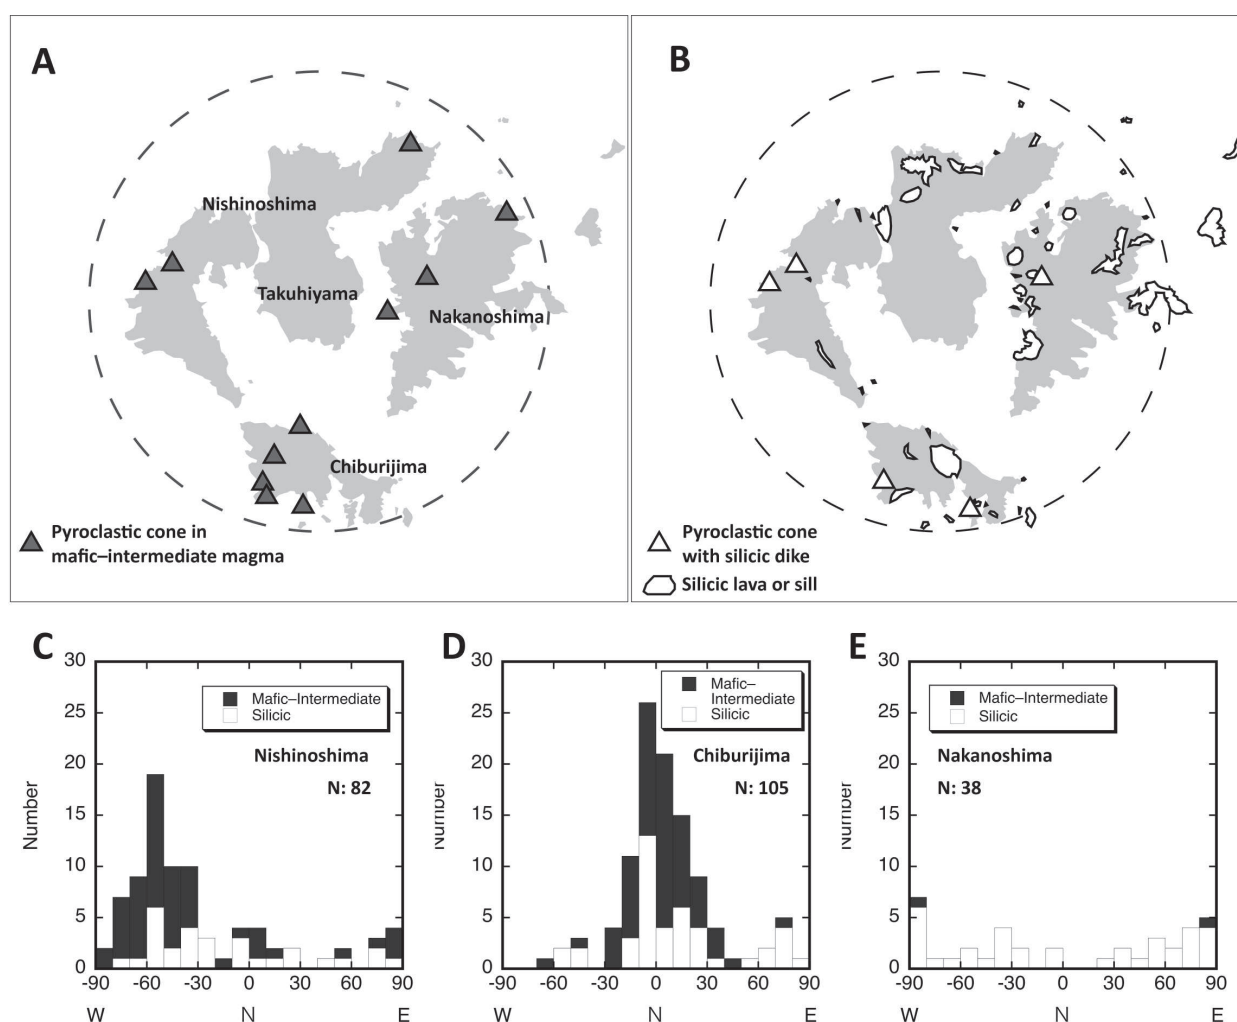 A
B
Nishinoshima
Takuhiyama
Nakanoshima
Chiburijima
Pyroclastic cone in
mafic–intermediate magma
Pyroclastic cone
with silicic dike
Silicic lava or sill
C
30
25
20
15
10
5
0
Number
Mafic–Intermediate
Silicic
Nishinoshima
N: 82
-90 -60 -30 0 30 60 90
W N E
D
30
25
20
15
10
5
0
Number
Mafic–
Intermediate
Silicic
Chiburijima
N: 105
-90 -60 -30 0 30 60 90
W N E
E
30
25
20
15
10
5
0
Number
Mafic–Intermediate
Silicic
Nakanoshima
N: 38
-90 -60 -30 0 30 60 90
W N E